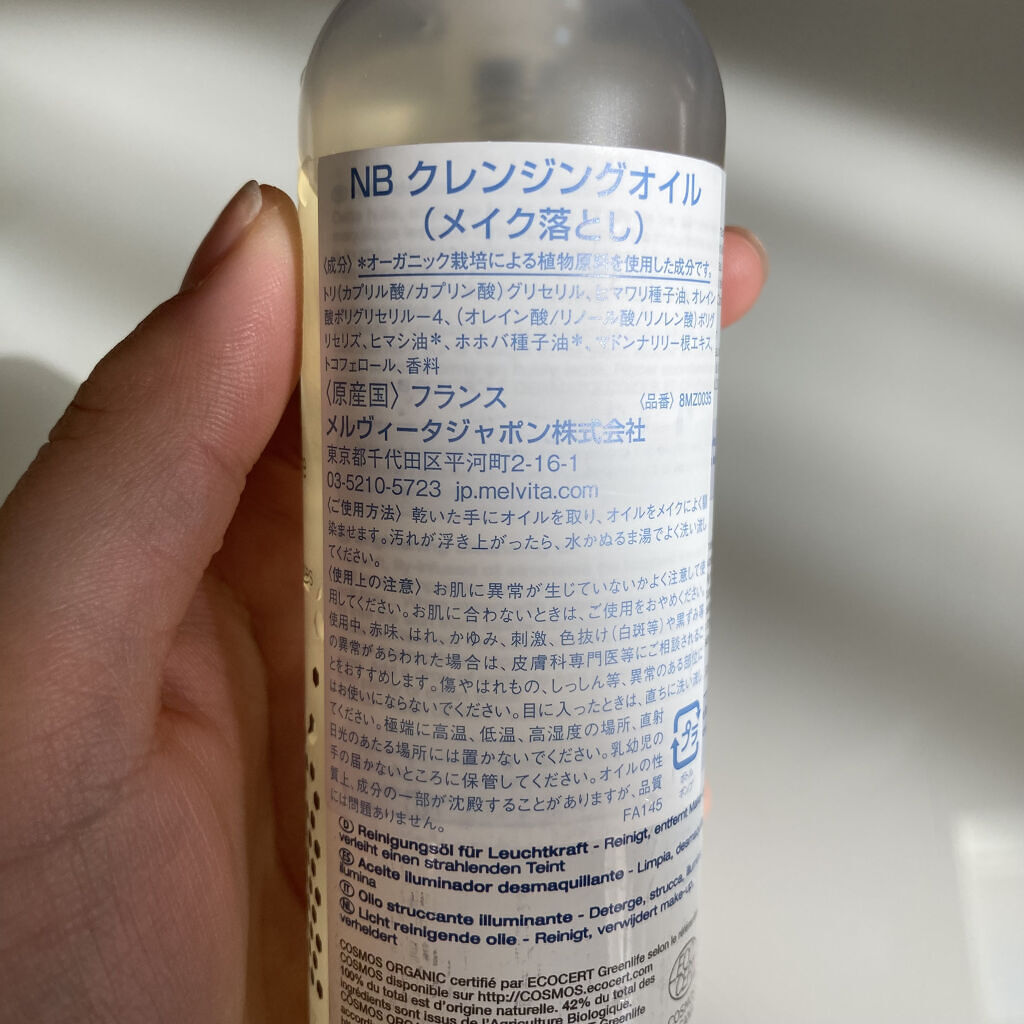 NB クレンジングオイル
（メイク落とし）
〈成分〉*オーガニック栽培による植物原料を使用した成分です。
トリ(カプリル酸/カプリン酸)グリセリル、ヒマワリ種子油、オレイン
酸ポリグリセリル－4、(オレイン酸/リノール酸/リノレン酸)ポリグ
リセリズ、ヒマシ油*、ホホバ種子油*、マドンナリリー根エキス、
トコフェロール、香料
〈原産国〉フランス 〈品番〉8MZ0035
メルヴィータジャポン株式会社
東京都千代田区平河町2-16-1
03-5210-5723 jp.melvita.com
〈ご使用方法〉乾いた手にオイルを取り、オイルをメイクによく馴
染ませます。汚れが浮き上がったら、水かぬるま湯でよく洗い流し
てください。
〈使用上の注意〉お肌に異常が生じていないかよく注意して使
用してください。お肌に合わないときは、ご使用をおやめください。
使用中、赤味、はれ、かゆみ、刺激、色抜け(白斑等)や黒ずみ等
の異常があらわれた場合は、皮膚科専門医等にご相談されるこ
とをおすすめします。傷やはれもの、しっしん等、異常のある部位に
はお使いにならないでください。目に入ったときは、直ちに洗い流し
てください。極端に高温、低温、高湿度の場所、直射
日光のあたる場所には置かないでください。乳幼児の
手の届かないところに保管してください。オイルの性
質上、成分の一部が沈殿することがありますが、品質
には問題ありません。 FA145
プラ
ボトル
ポンプ
D Reinigungsöl für Leuchtkraft - Reinigt, entfernt
verleiht einen strahlenden Teint
ES Aceite iluminador desmaquillante - Limpia,
ilumina
IT Olio struccante illuminante - Deterge, strucca,
NL Licht reinigende olie - Reinigt, verwijdert make-up,
verheldert
COSMOS ORGANIC certifié par ECOCERT Greenlife selon le
COSMOS disponible sur http://COSMOS.ecocert.com
100% du total est d'origine naturelle. 42% du total des
ingrédients sont issus de l'Agriculture Biologique.
Greenlife